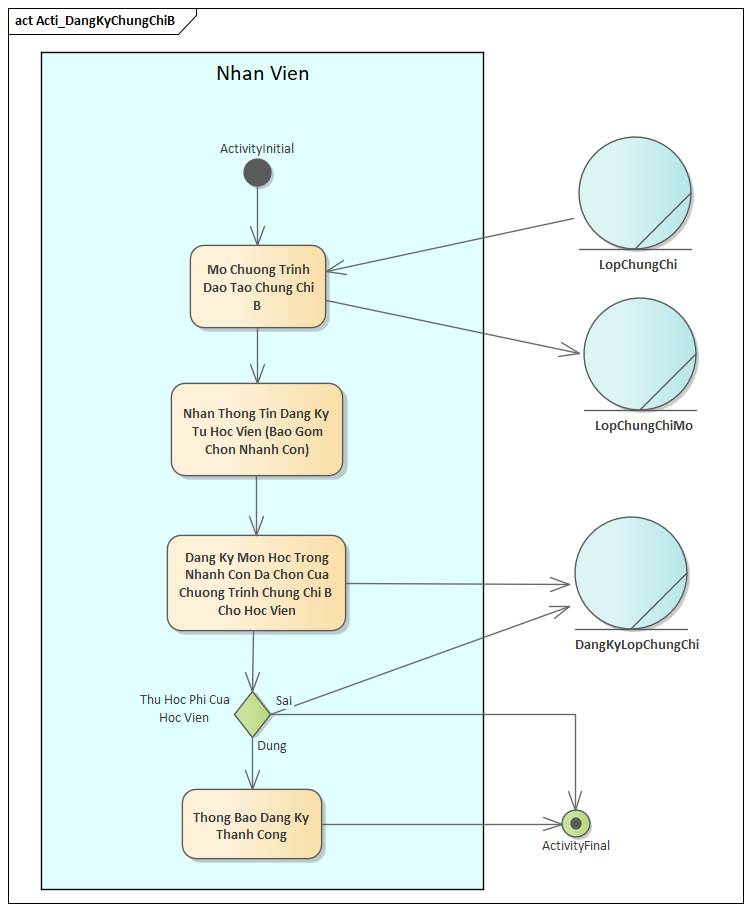 act Acti_DangKyChungChiB
Nhan Vien
ActivityInitial
Mo Chuong Trinh
Dao Tao Chung Chi
B
LopChungChi
LopChungChiMo
Nhan Thong Tin Dang Ky
Tu Hoc Vien (Bao Gom
Chon Nhanh Con)
Dang Ky Mon Hoc Trong
Nhanh Con Da Chon Cua
Chuong Trinh Chung Chi B
Cho Hoc Vien
DangKyLopChungChi
Thu Hoc Phi Cua
Hoc Vien
Sai
Dung
Thong Bao Dang Ky
Thanh Cong
ActivityFinal